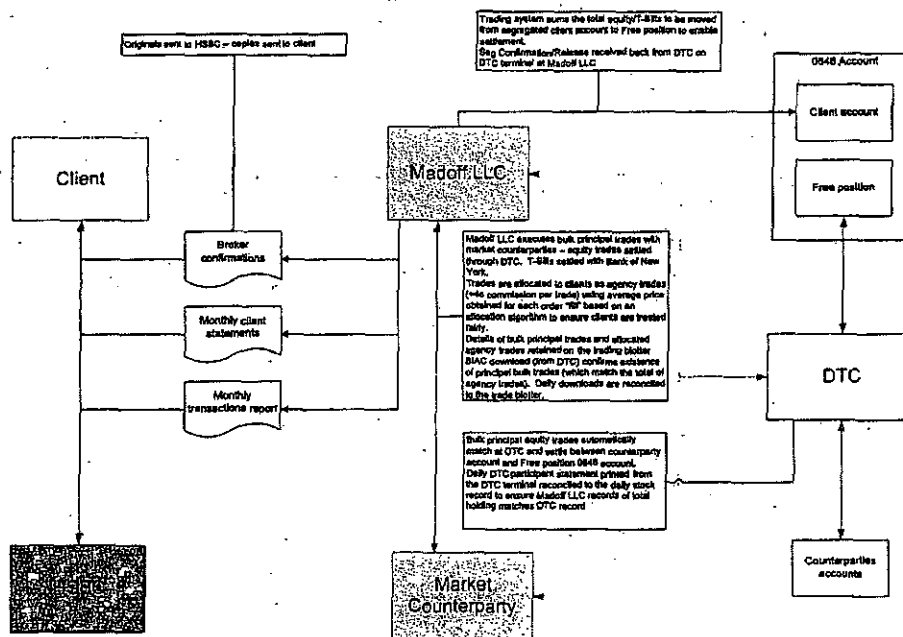 Originals sent to HSBC – copies sent to client
Trading system sums the total equity/T-Bills to be moved
from segregated client account to Free position to enable
settlement.
Seg Confirmation/Release received back from DTC on
DTC terminal at Madoff LLC
0646 Account
Client account
Free position
Client
Madoff LLC
Broker
confirmations
Monthly client
statements
Monthly
transactions report
Madoff LLC executes bulk principal trades with
market counterparties – equity trades settled
through DTC. T-Bills settled with Bank of New
York.
Trades are allocated to clients as agency trades
commission per trade) using average price
obtained for each order "fill" based on an
allocation algorithm to ensure clients are treated
fairly.
Details of bulk principal trades and allocated
agency trades retained on the trading blotter
download (from DTC) confirms existence
of principal bulk trades (which match the total of
agency trades). Daily downloads are reconciled
to the trade blotter.
DTC
Bulk principal equity trades automatically
match at DTC and settle between counterparty
account and Free position 0646 account.
Daily DTC participant statement printed from
the DTC terminal reconciled to the daily stock
record to ensure Madoff LLC records of total
holding matches DTC record
Market
Counterparty
Counterparties
accounts